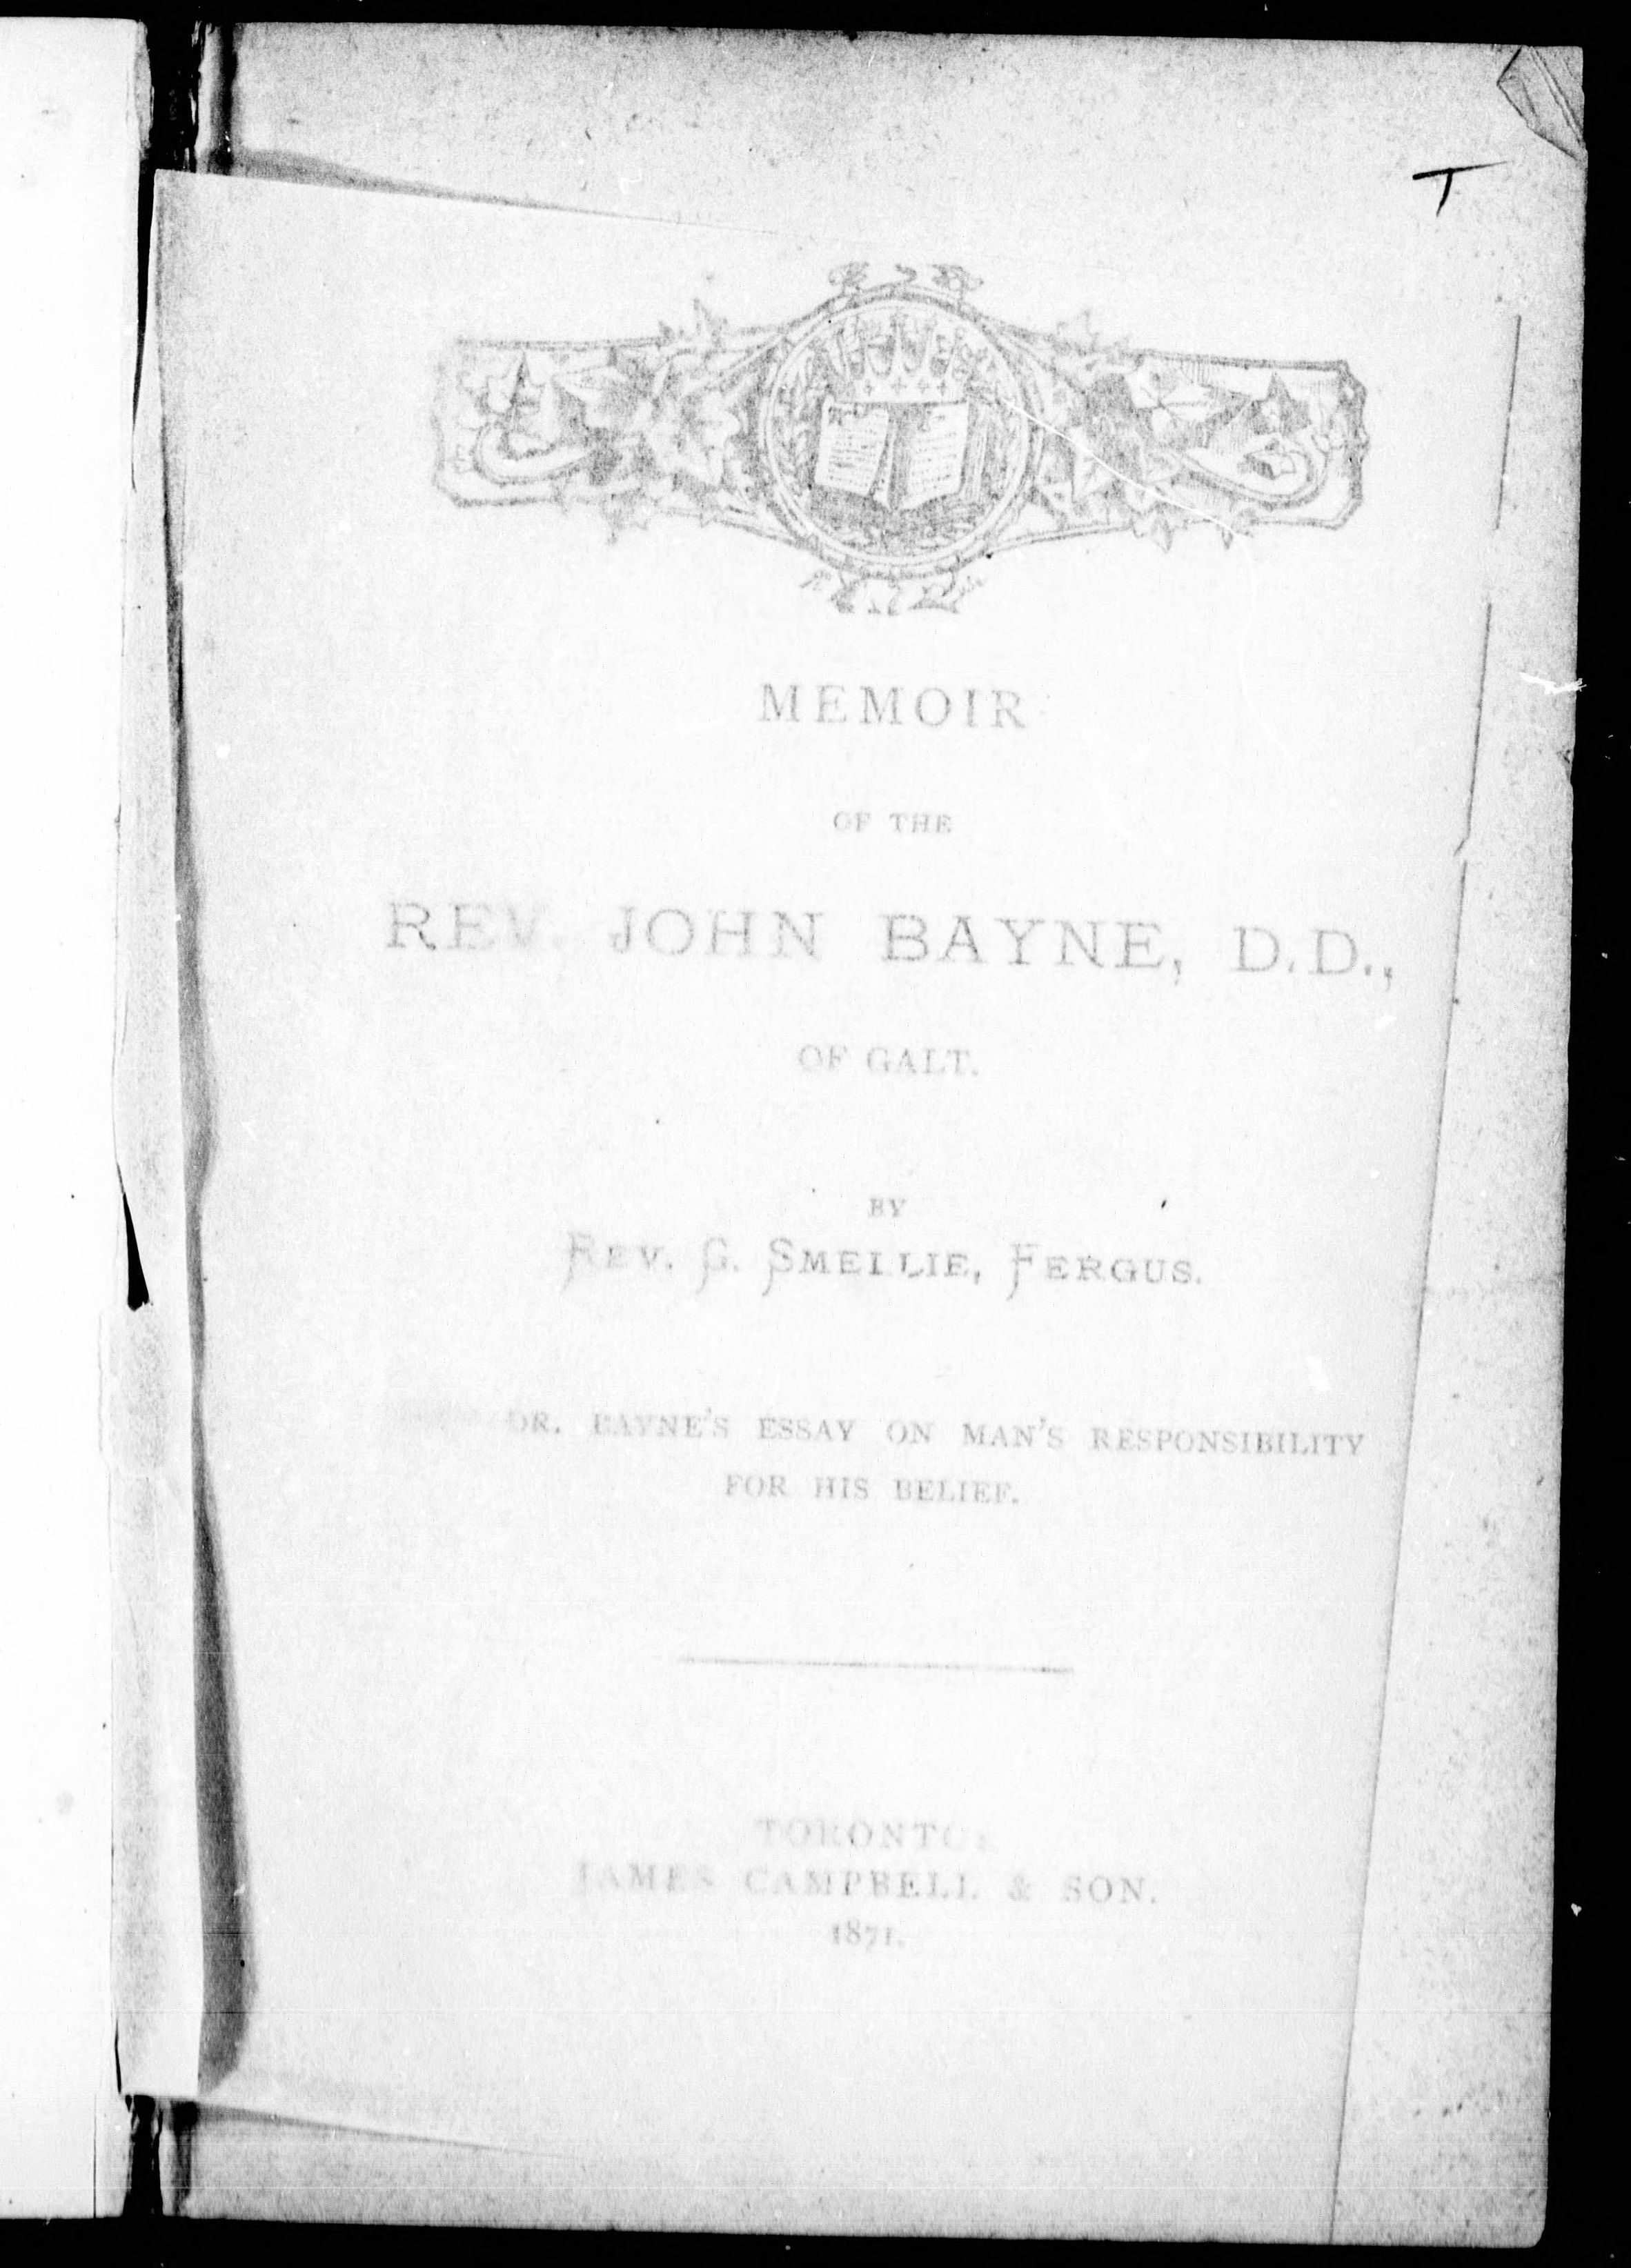 T
MEMOIR
OF THE
REV. JOHN BAYNE, D.D.,
OF GALT.
BY
REV. G. SMELLIE, FERGUS.
DR. BAYNE'S ESSAY ON MAN'S RESPONSIBILITY
FOR HIS BELIEF.
TORONTO:
JAMES CAMPBELL & SON.
1871.